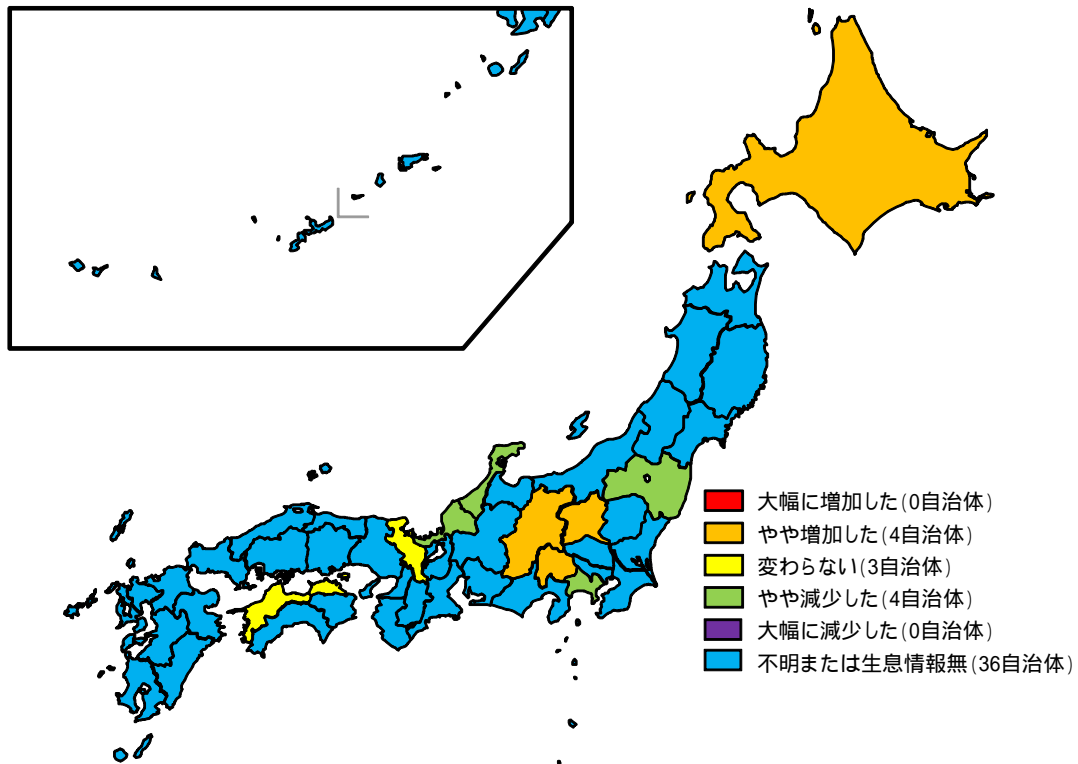 大幅に増加した(0自治体)
やや増加した(4自治体)
変わらない(3自治体)
やや減少した(4自治体)
大幅に減少した(0自治体)
不明または生息情報無(36自治体)